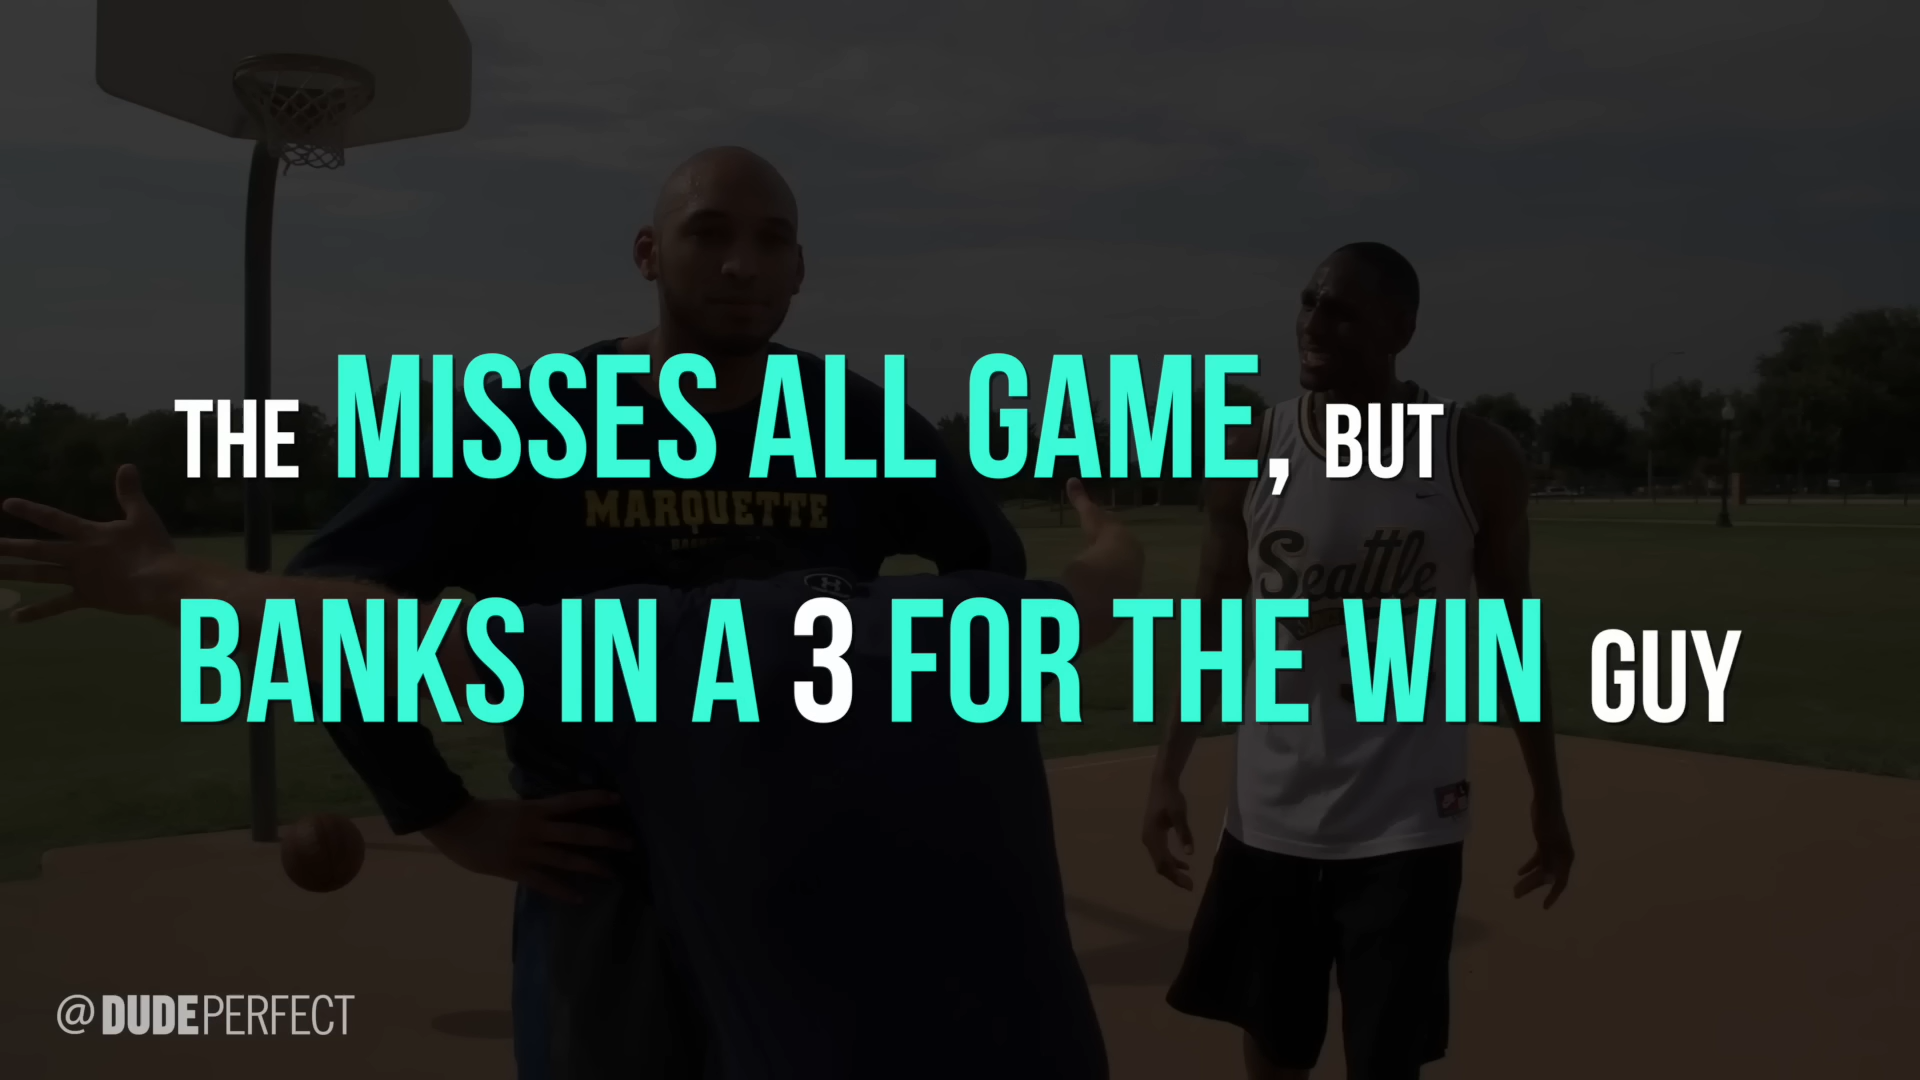 THE MISSES ALL GAME, BUT
BANKS IN A 3 FOR THE WIN GUY
MARQUETTE
Seattle
@DUDEPERFECT